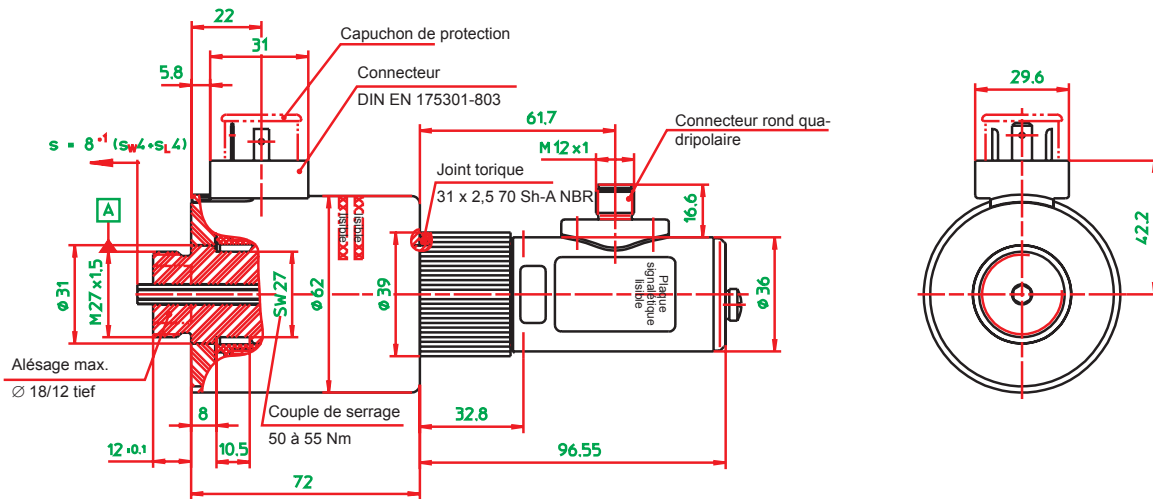 22
Capuchon de protection
31
Connecteur
DIN EN 175301-803
5.8
s = 8⁺¹ (sw4+sL4)
61.7
M12x1
Connecteur rond qua-
dripolaire
Joint torique
31 x 2,5 70 Sh-A NBR
16.6
A
29.6
42.2
lisible
lisible
ø31
M27x1.5
SW27
ø62
ø39
Plaque
signalétique
lisible
ø36
Alésage max.
∅ 18/12 tief
8
Couple de serrage
50 à 55 Nm
32.8
12 -0.1
10.5
96.55
72